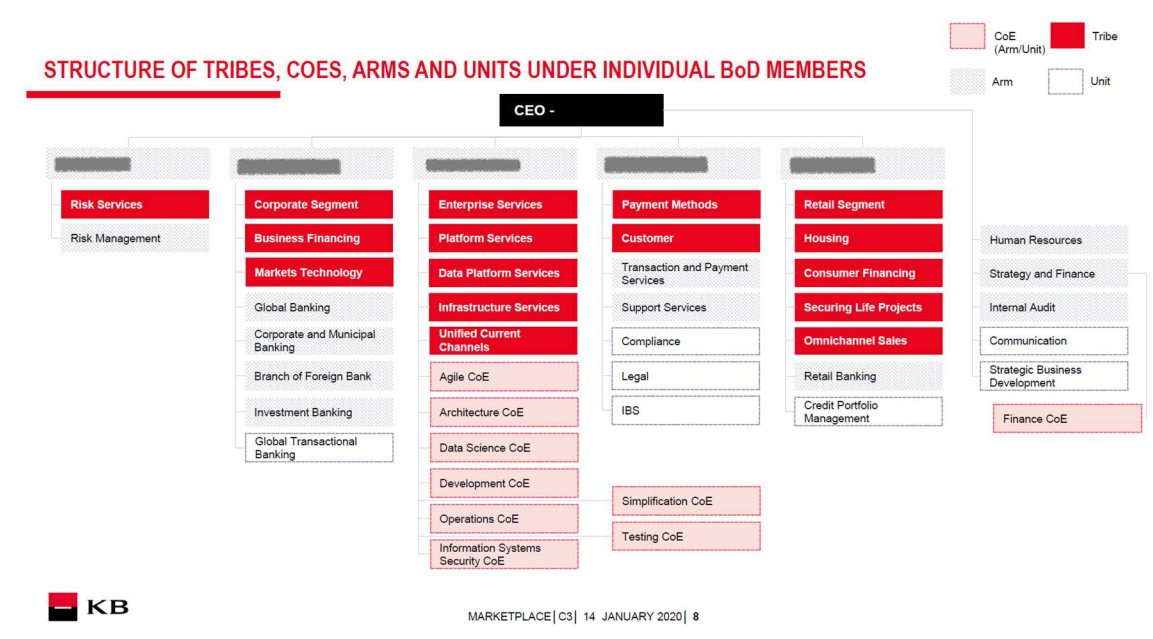 CoE
(Arm/Unit)
Tribe
STRUCTURE OF TRIBES, COES, ARMS AND UNITS UNDER INDIVIDUAL BoD MEMBERS
Arm
Unit
CEO -
Risk Services
Risk Management
Corporate Segment
Business Financing
Markets Technology
Global Banking
Corporate and Municipal
Banking
Branch of Foreign Bank
Investment Banking
Global Transactional
Banking
Enterprise Services
Platform Services
Data Platform Services
Infrastructure Services
Unified Current
Channels
Agile CoE
Architecture CoE
Data Science CoE
Development CoE
Operations CoE
Information Systems
Security CoE
Payment Methods
Customer
Transaction and Payment
Services
Support Services
Compliance
Legal
IBS
Simplification CoE
Testing CoE
Retail Segment
Housing
Consumer Financing
Securing Life Projects
Omnichannel Sales
Retail Banking
Credit Portfolio
Management
Human Resources
Strategy and Finance
Internal Audit
Communication
Strategic Business
Development
Finance CoE
KB
MARKETPLACE| C3| 14 JANUARY 2020| 8